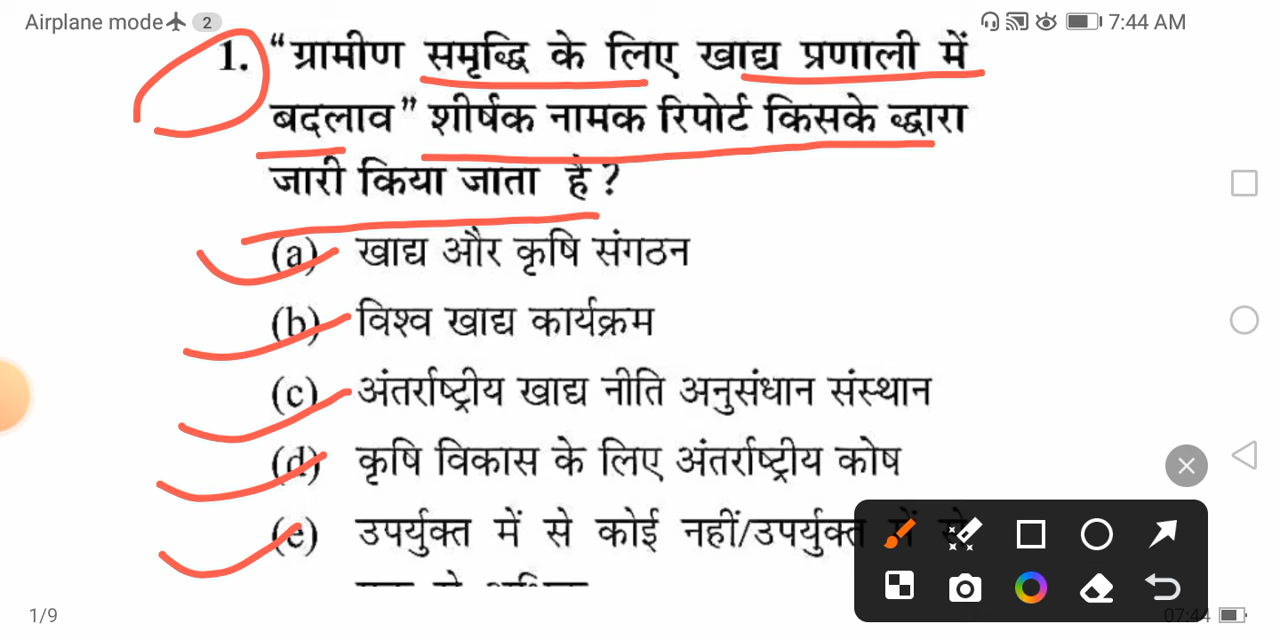 Airplane mode 2 7:44 AM
1. “ग्रामीण समृद्धि के लिए खाद्य प्रणाली में
बदलाव” शीर्षक नामक रिपोर्ट किसके द्वारा
जारी किया जाता है ?
(a) खाद्य और कृषि संगठन
(b) विश्व खाद्य कार्यक्रम
(c) अंतर्राष्ट्रीय खाद्य नीति अनुसंधान संस्थान
(d) कृषि विकास के लिए अंतर्राष्ट्रीय कोष
(e) उपर्युक्त में से कोई नहीं/उपर्युक्त में से
1/9 07:44